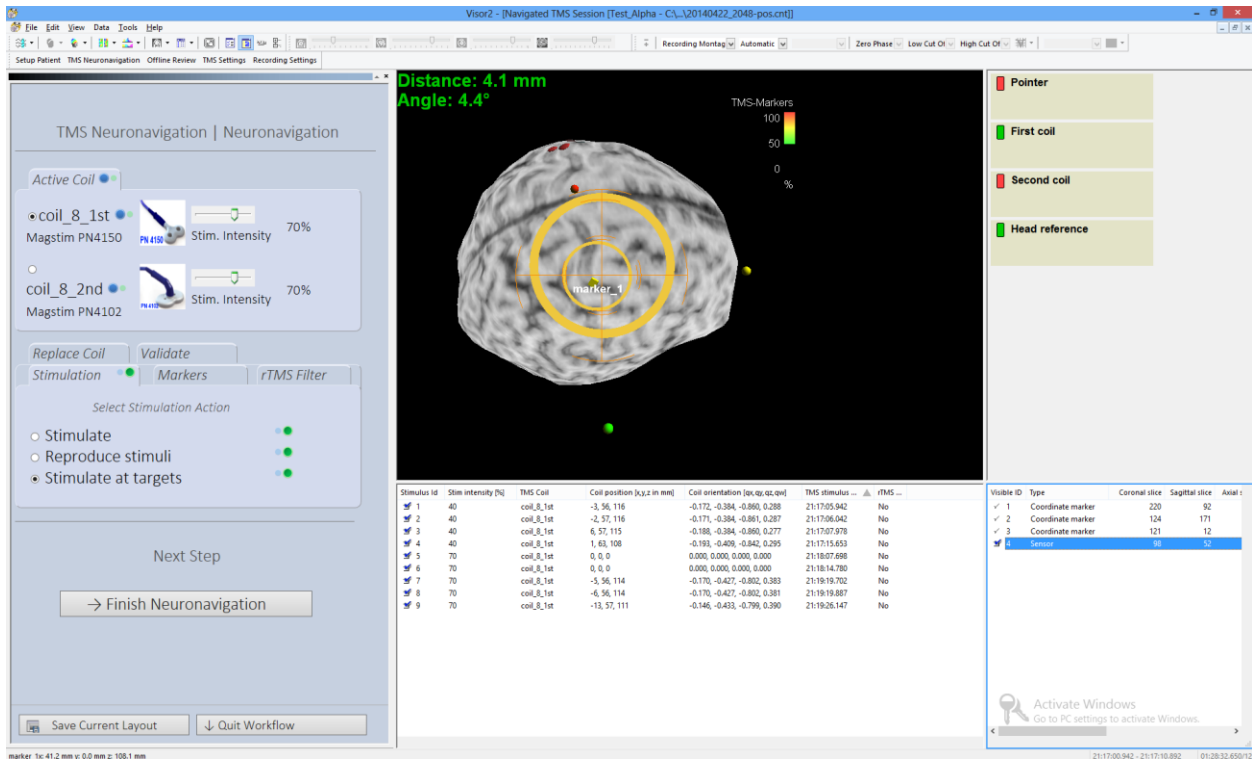 Visor2 - [Navigated TMS Session [Test_Alpha - C:\...\20140422_2048-pos.cnt]]
File Edit View Data Tools Help
Recording Montag Automatic Zero Phase Low Cut Of High Cut Of
Setup Patient TMS Neuronavigation Offline Review TMS Settings Recording Settings
TMS Neuronavigation | Neuronavigation
Active Coil
coil_8_1st
Magstim PN4150
PN 4150
Stim. Intensity
70%
coil_8_2nd
Magstim PN4102
Stim. Intensity
70%
Replace Coil Validate
Stimulation Markers rTMS Filter
Select Stimulation Action
Stimulate
Reproduce stimuli
Stimulate at targets
Next Step
→ Finish Neuronavigation
Save Current Layout ↓ Quit Workflow
Distance: 4.1 mm
Angle: 4.4°
TMS-Markers
100
50
0
%
marker_1
Pointer
First coil
Second coil
Head reference
Stimulus Id Stim intensity [%] TMS Coil Coil position [x,y,z in mm] Coil orientation [qx,qy,qz,qw] TMS stimulus ... rTMS ...
1 40 coil_8_1st -3, 56, 116 -0.172, -0.384, -0.860, 0.288 21:17:05.942 No
2 40 coil_8_1st -2, 57, 116 -0.171, -0.384, -0.861, 0.287 21:17:06.042 No
3 40 coil_8_1st 6, 57, 115 -0.188, -0.384, -0.860, 0.277 21:17:07.978 No
4 40 coil_8_1st 1, 63, 108 -0.193, -0.409, -0.842, 0.295 21:17:15.653 No
5 70 coil_8_1st 0, 0, 0 0.000, 0.000, 0.000, 0.000 21:18:07.698 No
6 70 coil_8_1st 0, 0, 0 0.000, 0.000, 0.000, 0.000 21:18:14.780 No
7 70 coil_8_1st -5, 56, 114 -0.170, -0.427, -0.802, 0.383 21:19:19.702 No
8 70 coil_8_1st -6, 56, 114 -0.170, -0.427, -0.802, 0.381 21:19:19.887 No
9 70 coil_8_1st -13, 57, 111 -0.146, -0.433, -0.799, 0.390 21:19:26.147 No
Visible ID Type Coronal slice Sagittal slice Axial s
1 Coordinate marker 220 92
2 Coordinate marker 124 171
3 Coordinate marker 121 12
4 Sensor 98 52
Activate Windows
Go to PC settings to activate Windows.
marker_1x: 41.2 mm y: 0.0 mm z: 108.1 mm
21:17:00.942 - 21:17:10.892 01:28:32.650/12